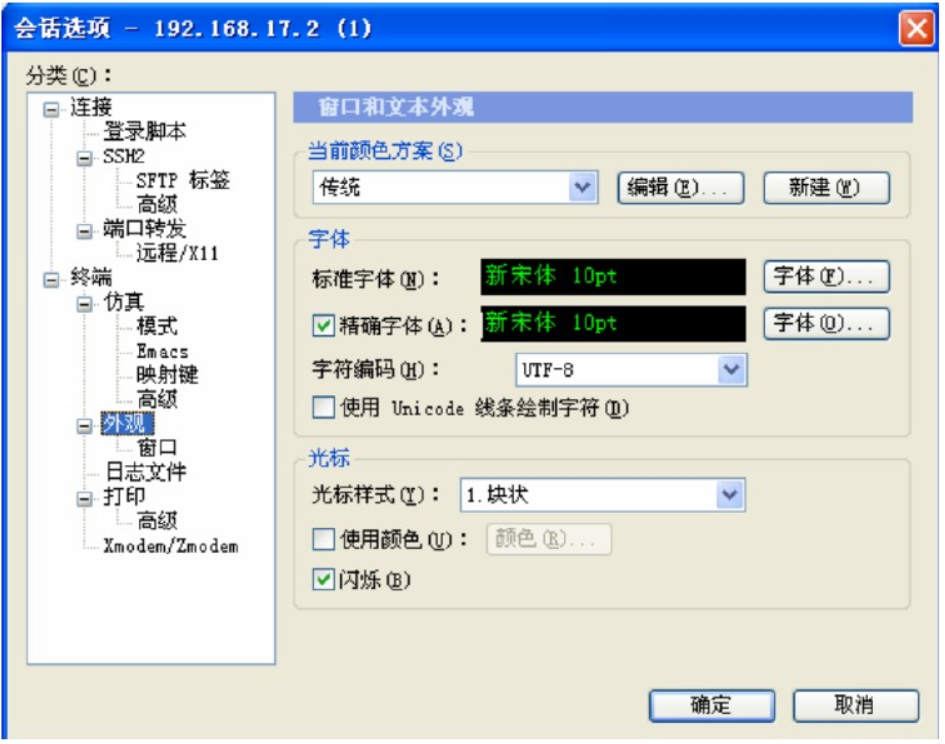 会话选项 - 192.168.17.2 (1)
分类(C):
连接
登录脚本
SSH2
SFTP 标签
高级
端口转发
远程/X11
终端
仿真
模式
Emacs
映射键
高级
外观
窗口
日志文件
打印
高级
Xmodem/Zmodem
窗口和文本外观
当前颜色方案(S)
传统 编辑(E)... 新建(W)
字体
标准字体(N): 新宋体 10pt 字体(F)...
精确字体(A): 新宋体 10pt 字体(O)...
字符编码(H): UTF-8
使用 Unicode 线条绘制字符(D)
光标
光标样式(Y): 1.块状
使用颜色(U): 颜色(R)...
闪烁(B)
确定 取消